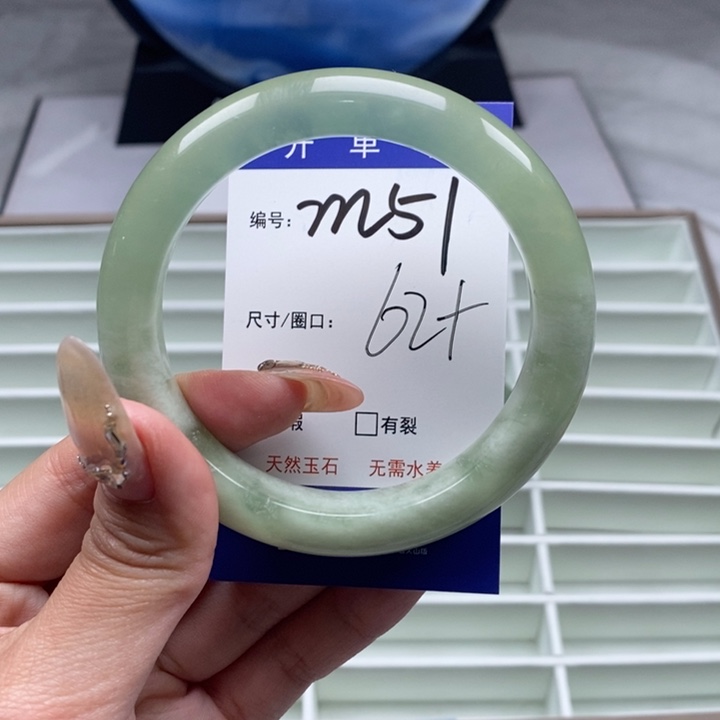 开 单
编号: m51
尺寸/圈口: 62+
瑕 有裂
天然玉石 无需水养